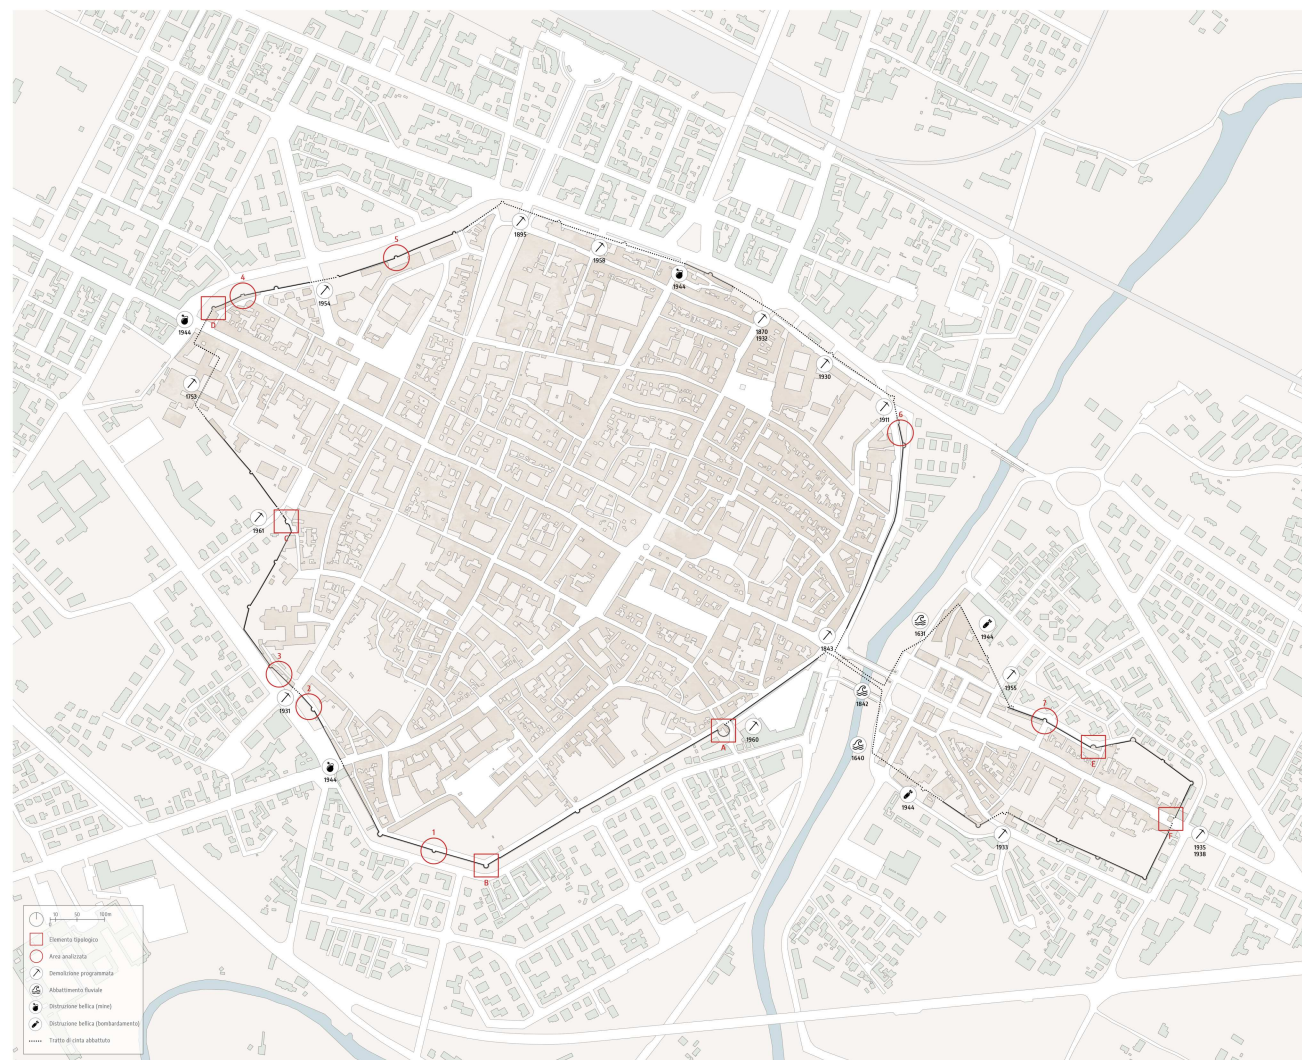 5
1895
1958
4
1944
1954
D
1944
1870
1932
1930
1753
1911
6
1961
C
1631
1944
1843
3
1955
2
1931
1842
7
A
1960
E
1640
1944
1944
F
1
B
1933
1935
1938
10 50 100m
0
Elemento tipologico
Area analizzata
Demolizione programmata
Abbattimento fluviale
Distruzione bellica (mine)
Distruzione bellica (bombardamento)
Tratto di cinta abbattuto